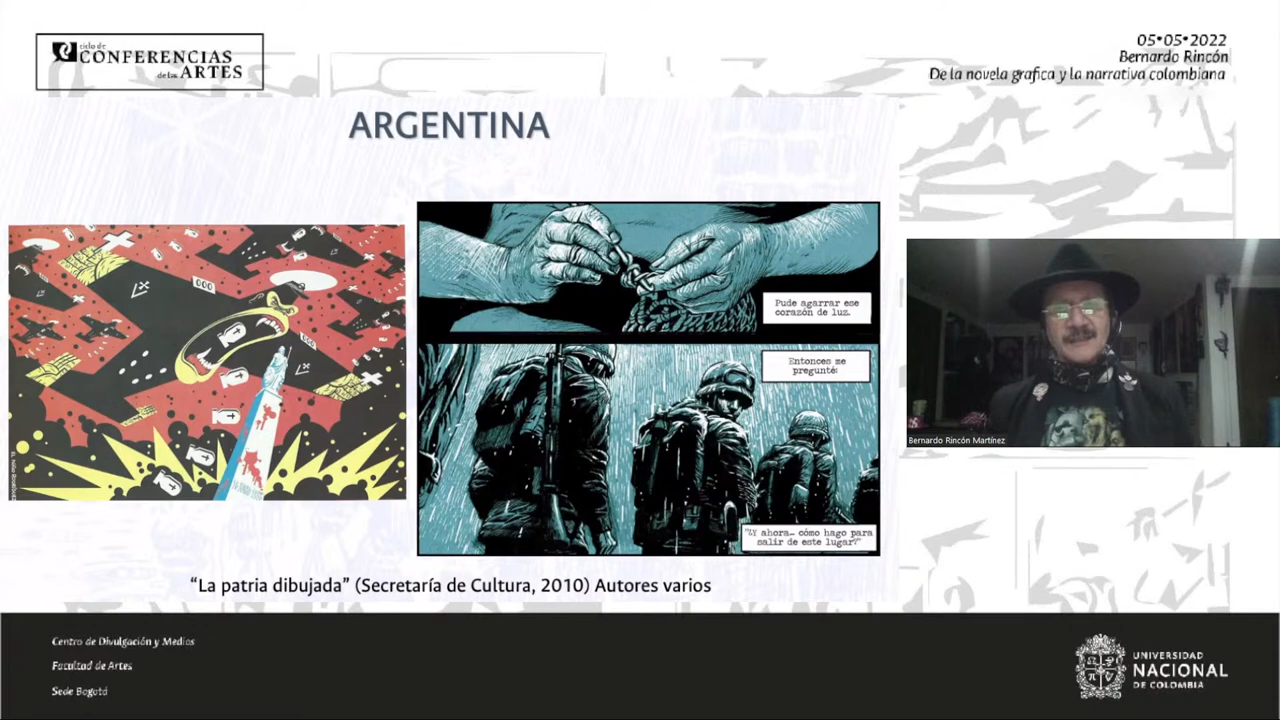 ciclo de
CONFERENCIAS
de las ARTES
05•05•2022
Bernardo Rincón
De la novela grafica y la narrativa colombiana
ARGENTINA
Pude agarrar ese
corazón de luz.
Entonces me
pregunté:
"¿Y ahora… cómo hago para
salir de este lugar?"
Bernardo Rincón Martínez
"La patria dibujada" (Secretaría de Cultura, 2010) Autores varios
Centro de Divulgación y Medios
Facultad de Artes
Sede Bogotá
UNIVERSIDAD
NACIONAL
DE COLOMBIA